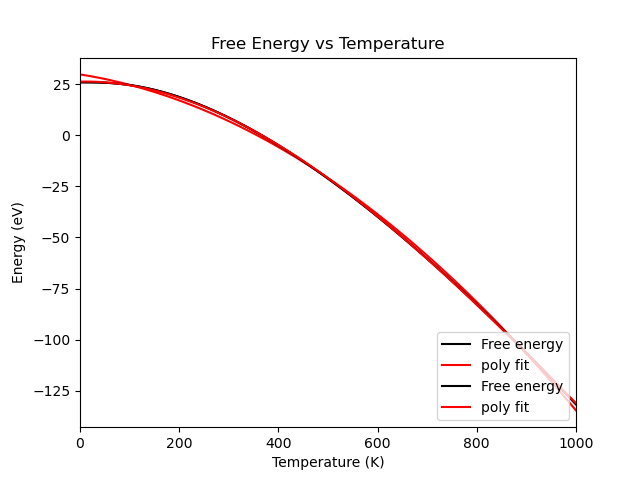 Free Energy vs Temperature
Energy (eV)
25
0
−25
−50
−75
−100
−125
Free energy
poly fit
Free energy
poly fit
0
200
400
600
800
1000
Temperature (K)